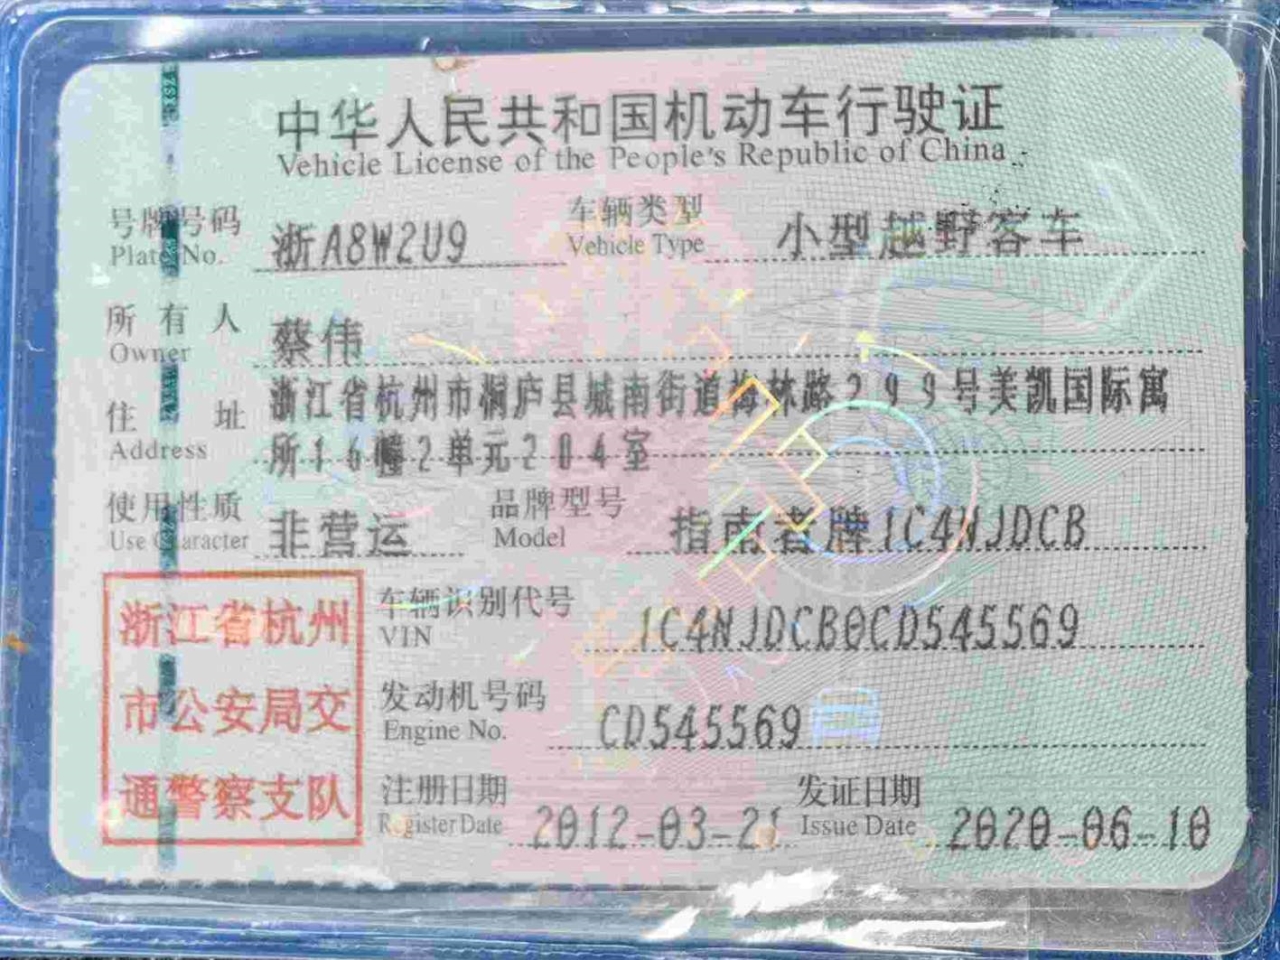 中华人民共和国机动车行驶证
Vehicle License of the People's Republic of China
号牌号码 浙A8W2U9 车辆类型 小型越野客车
Plate No. Vehicle Type
所有人 蔡伟
Owner
住址 浙江省杭州市桐庐县城南街道梅林路299号美凯国际寓
Address 所16幢2单元204室
使用性质 非营运 品牌型号 指南者牌1C4NJDCB
Use Character Model
浙江省杭州
市公安局交
通警察支队
车辆识别代号 1C4NJDCB0CD545569
VIN
发动机号码 CD545569
Engine No.
注册日期 2012-03-21 发证日期 2020-06-10
Register Date Issue Date